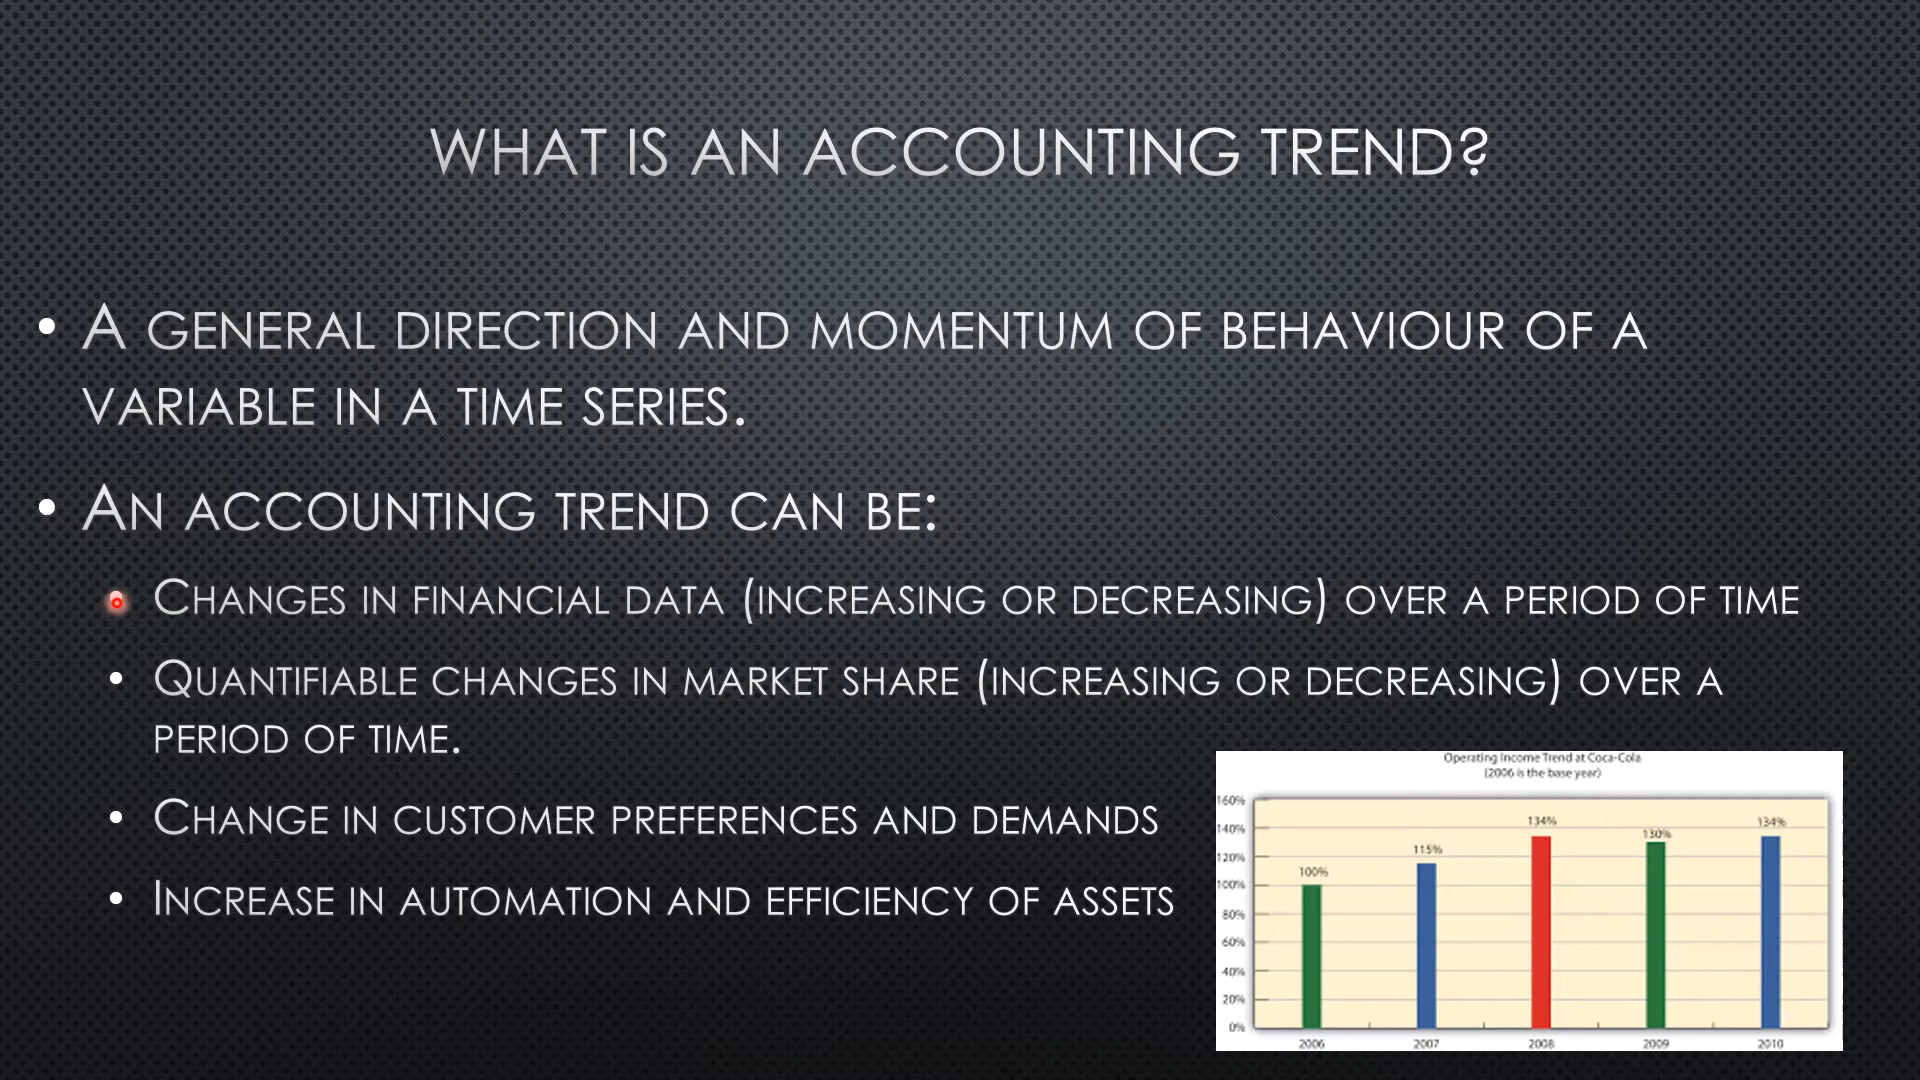 WHAT IS AN ACCOUNTING TREND?
• A GENERAL DIRECTION AND MOMENTUM OF BEHAVIOUR OF A
VARIABLE IN A TIME SERIES.
• AN ACCOUNTING TREND CAN BE:
• CHANGES IN FINANCIAL DATA (INCREASING OR DECREASING) OVER A PERIOD OF TIME
• QUANTIFIABLE CHANGES IN MARKET SHARE (INCREASING OR DECREASING) OVER A
PERIOD OF TIME.
• CHANGE IN CUSTOMER PREFERENCES AND DEMANDS
• INCREASE IN AUTOMATION AND EFFICIENCY OF ASSETS
Operating Income Trend at Coca-Cola
(2006 is the base year)
160%
140%
120%
100%
80%
60%
40%
20%
0%
100%
115%
134%
130%
134%
2006 2007 2008 2009 2010